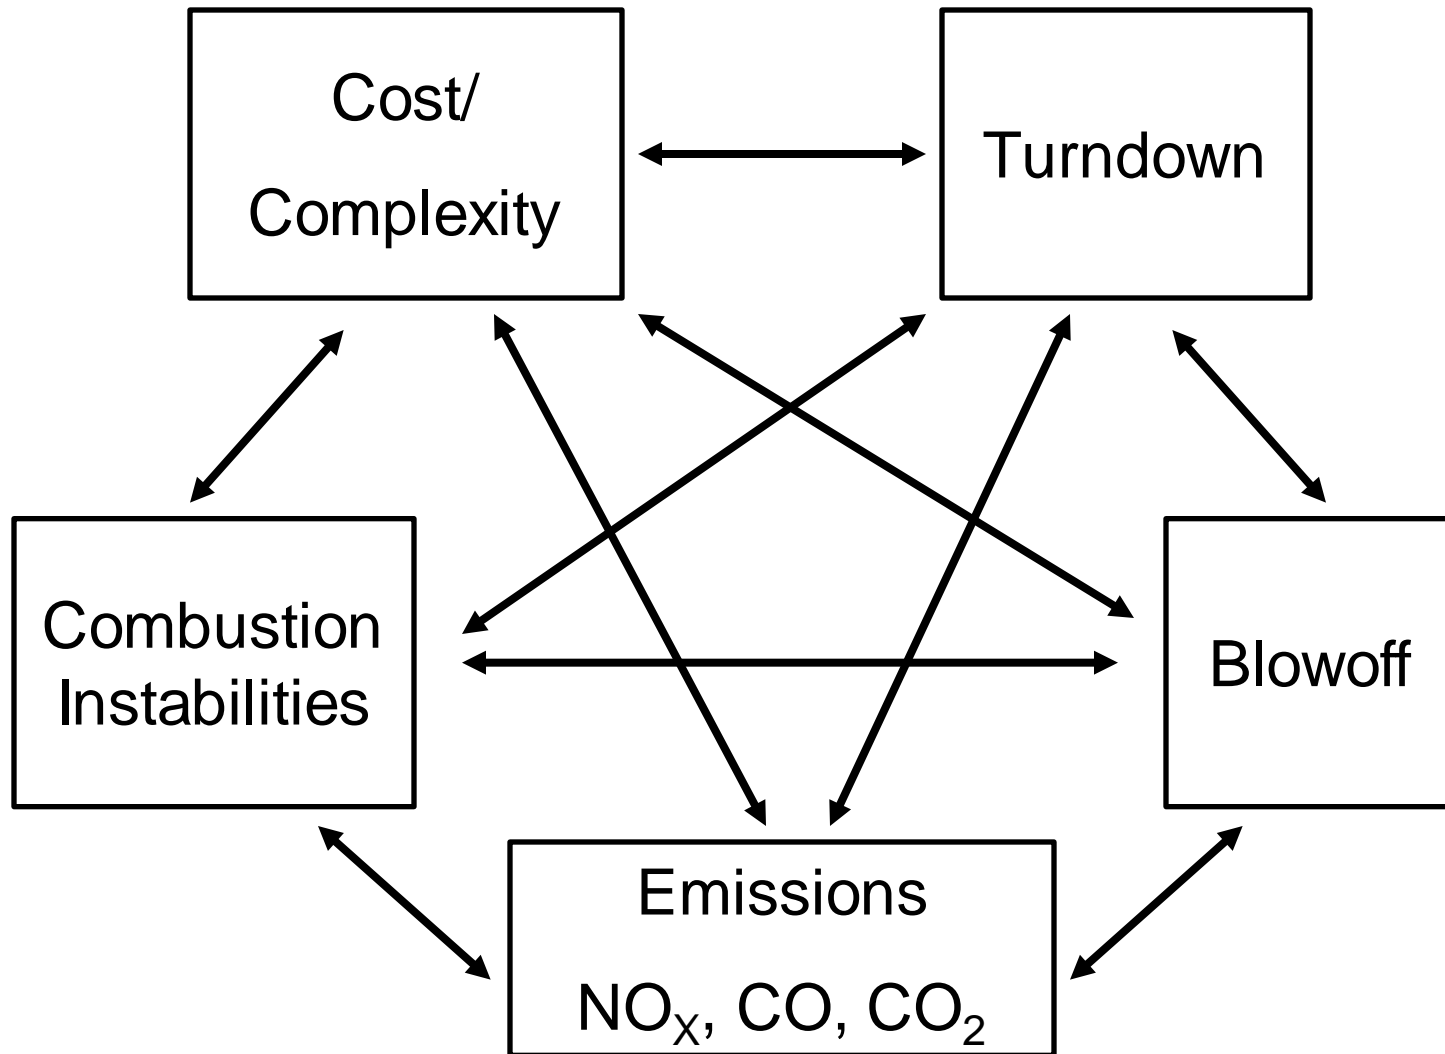 Cost/
Complexity
Turndown
Combustion
Instabilities
Blowoff
Emissions
NOₓ, CO, CO₂